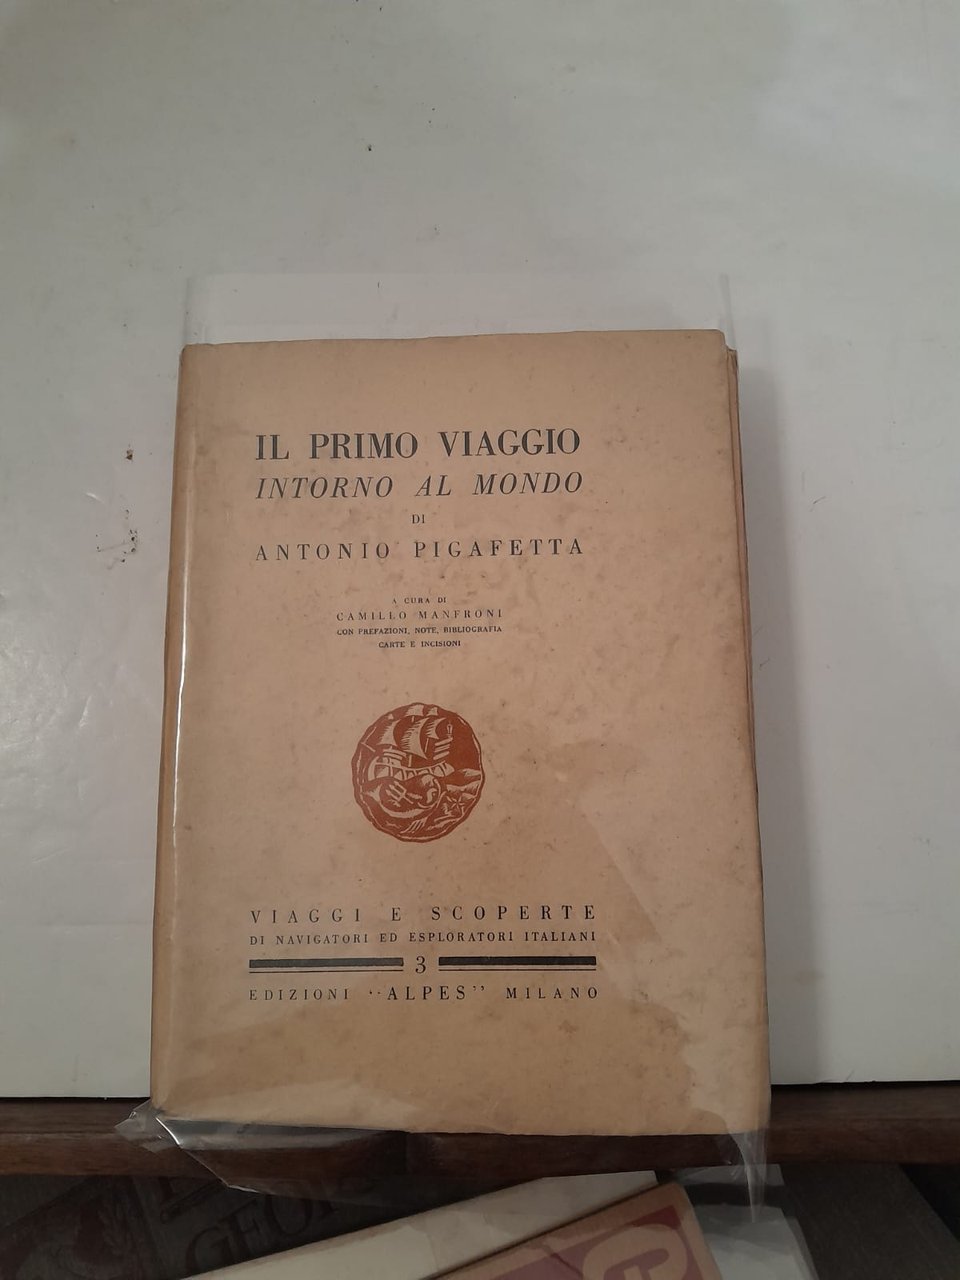 IL PRIMO VIAGGIO
INTORNO AL MONDO
DI
ANTONIO PIGAFETTA
A CURA DI
CAMILLO MANFRONI
CON PREFAZIONI, NOTE, BIBLIOGRAFIA
CARTE E INCISIONI
VIAGGI E SCOPERTE
DI NAVIGATORI ED ESPLORATORI ITALIANI
3
EDIZIONI "ALPES" MILANO